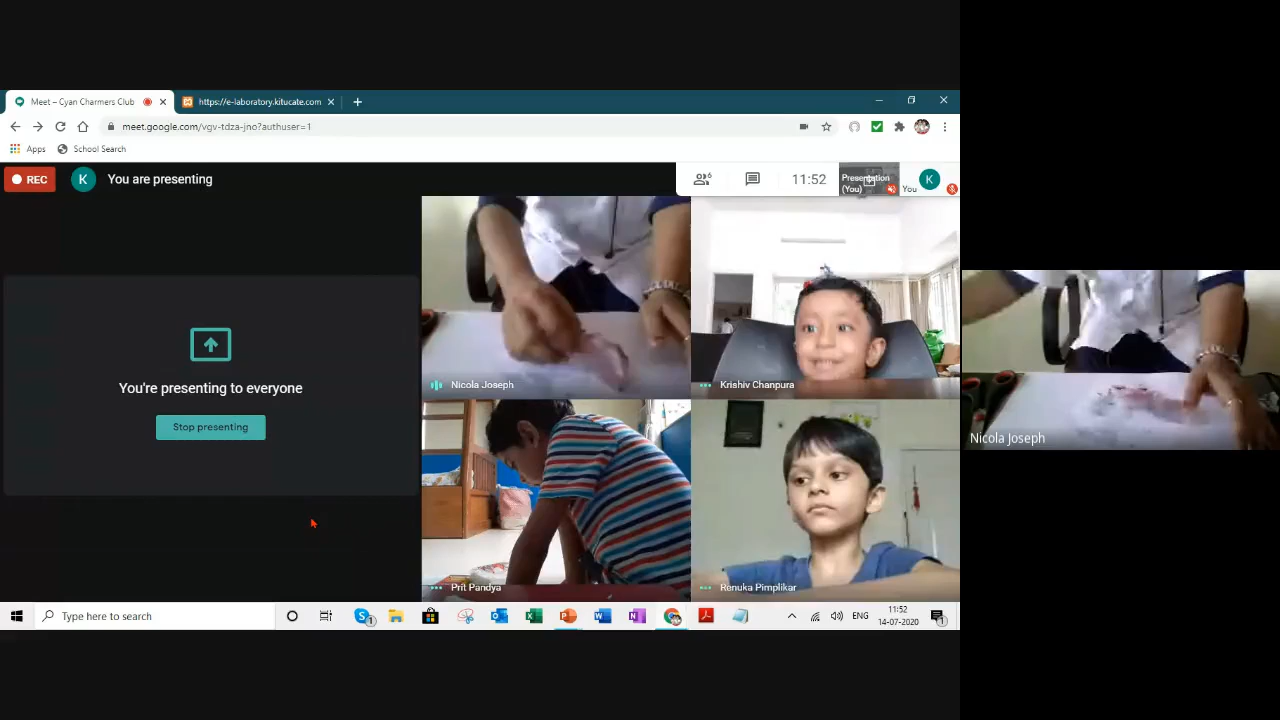 Meet – Cyan Charmers Club
https://e-laboratory.kitucate.com
meet.google.com/vgv-tdza-jno?authuser=1
Apps
School Search
REC
K
You are presenting
6
11:52
Presentation
(You)
You
K
You're presenting to everyone
Stop presenting
Nicola Joseph
Krishiv Chanpura
Prit Pandya
Renuka Pimplikar
Nicola Joseph
Type here to search
ENG
11:52
14-07-2020